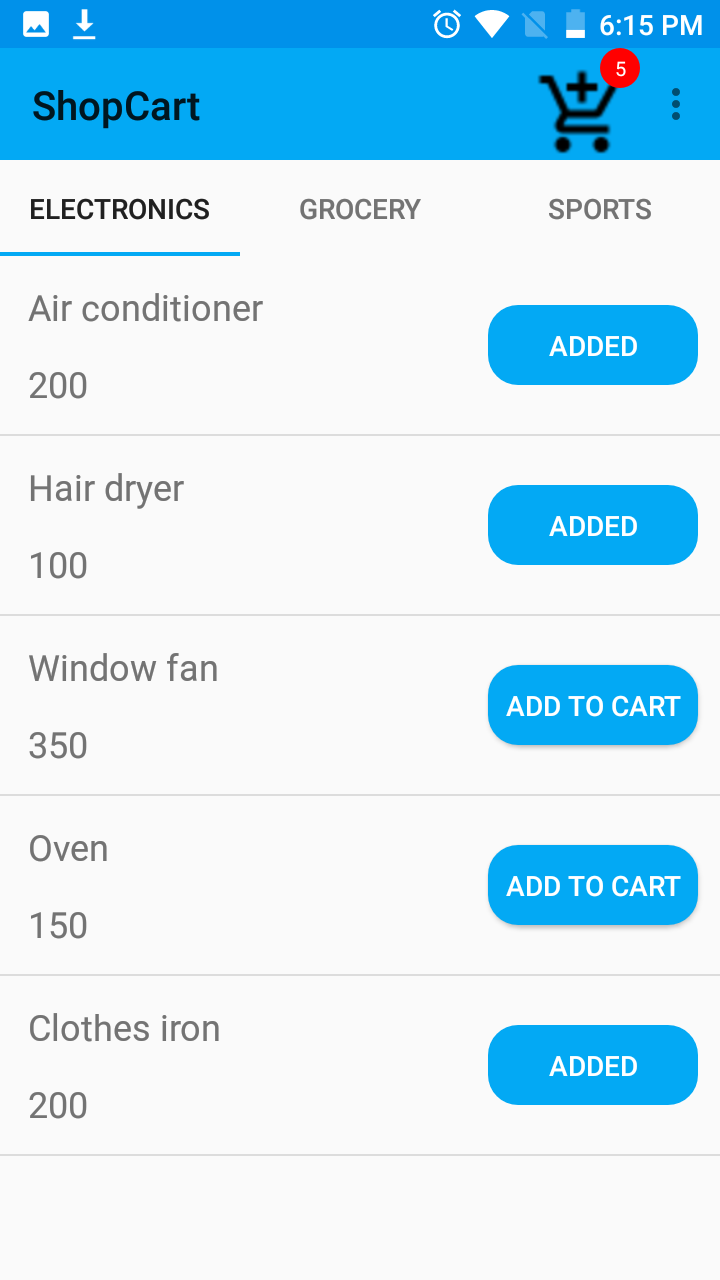 6:15 PM
ShopCart
5
ELECTRONICS GROCERY SPORTS
Air conditioner
200
ADDED
Hair dryer
100
ADDED
Window fan
350
ADD TO CART
Oven
150
ADD TO CART
Clothes iron
200
ADDED